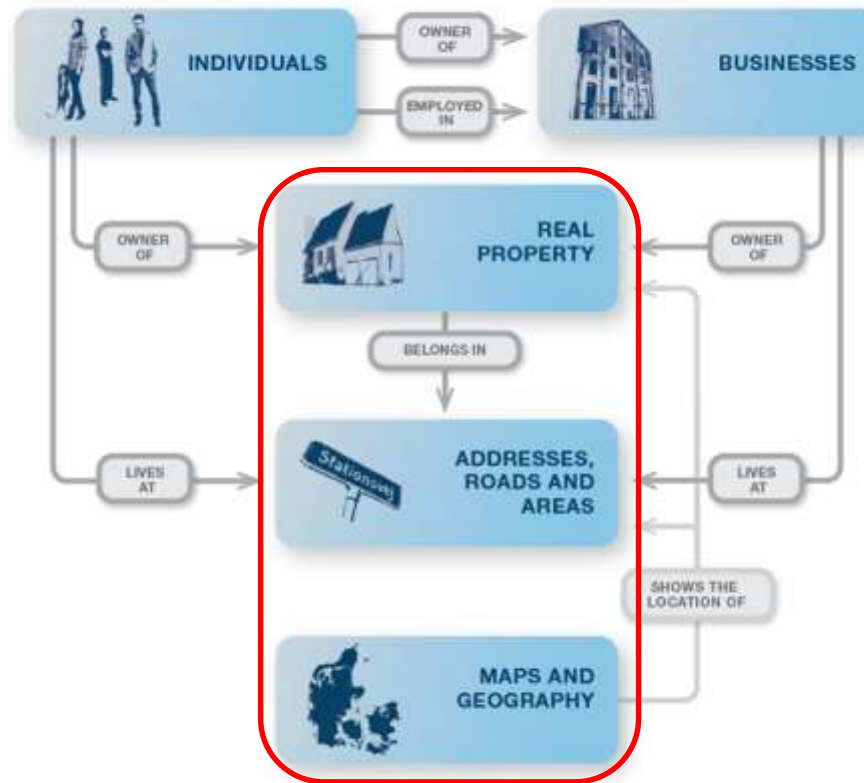 INDIVIDUALS
OWNER
OF
EMPLOYED
IN
BUSINESSES
OWNER
OF
REAL
PROPERTY
OWNER
OF
BELONGS IN
LIVES
AT
Stationsvej
ADDRESSES,
ROADS AND
AREAS
LIVES
AT
SHOWS THE
LOCATION OF
MAPS AND
GEOGRAPHY